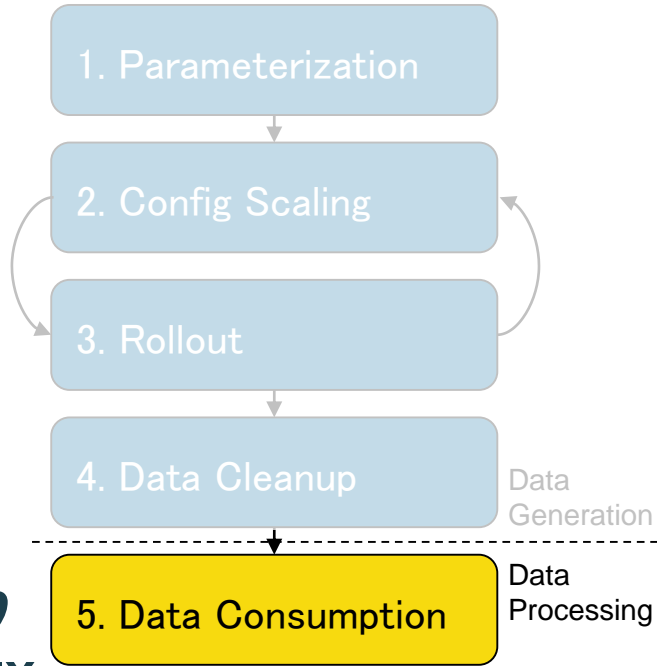 1. Parameterization
2. Config Scaling
3. Rollout
4. Data Cleanup
Data
Generation
5. Data Consumption
Data
Processing